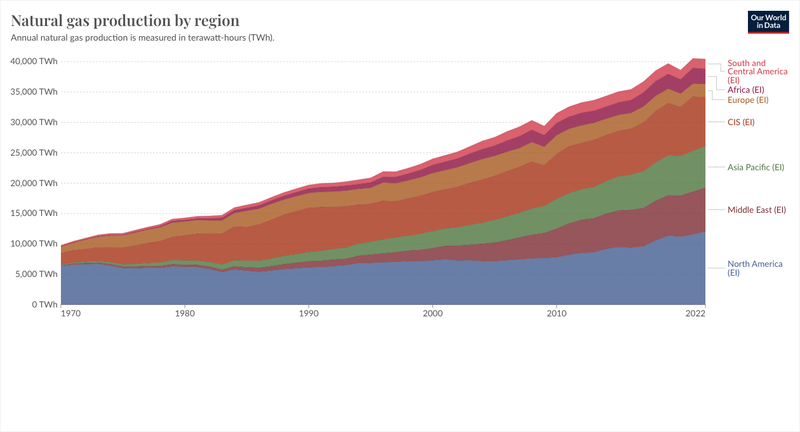 Natural gas production by region
Annual natural gas production is measured in terawatt-hours (TWh).
Our World
in Data
40,000 TWh
35,000 TWh
30,000 TWh
25,000 TWh
20,000 TWh
15,000 TWh
10,000 TWh
5,000 TWh
0 TWh
1970
1980
1990
2000
2010
2022
South and
Central America
(EI)
Africa (EI)
Europe (EI)
CIS (EI)
Asia Pacific (EI)
Middle East (EI)
North America
(EI)